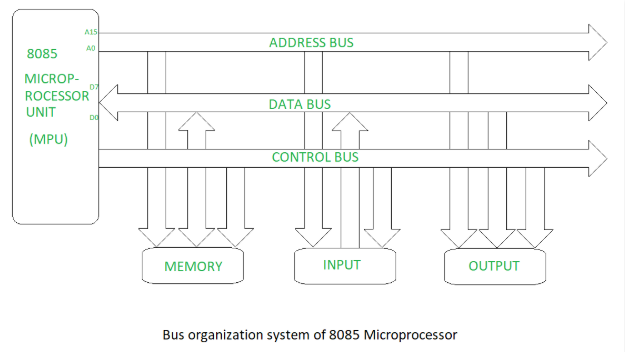 A15
A0
8085
MICROP-
ROCESSOR
UNIT
(MPU)
D7
D0
ADDRESS BUS
DATA BUS
CONTROL BUS
MEMORY
INPUT
OUTPUT
Bus organization system of 8085 Microprocessor